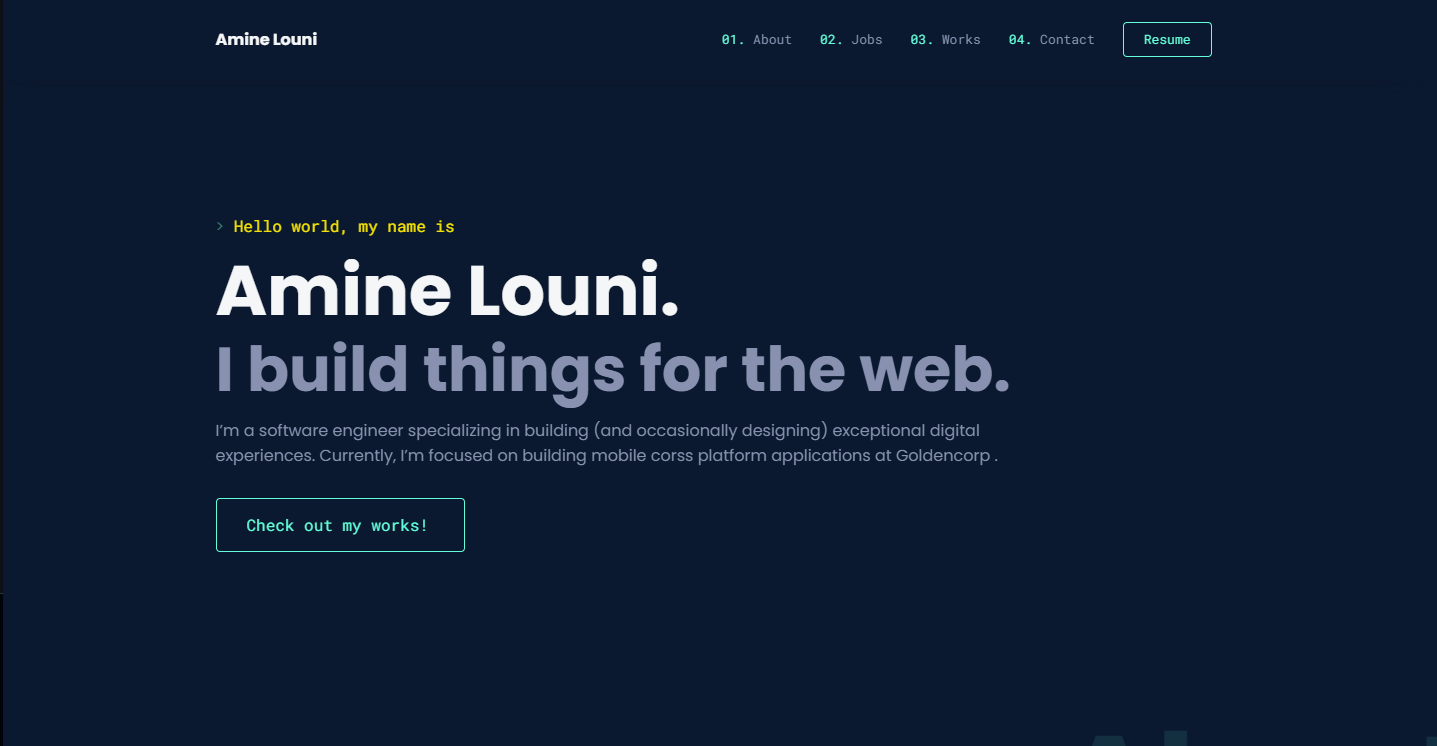 Amine Louni
01. About 02. Jobs 03. Works 04. Contact Resume
> Hello world, my name is
Amine Louni.
I build things for the web.
I’m a software engineer specializing in building (and occasionally designing) exceptional digital
experiences. Currently, I’m focused on building mobile corss platform applications at Goldencorp .
Check out my works!